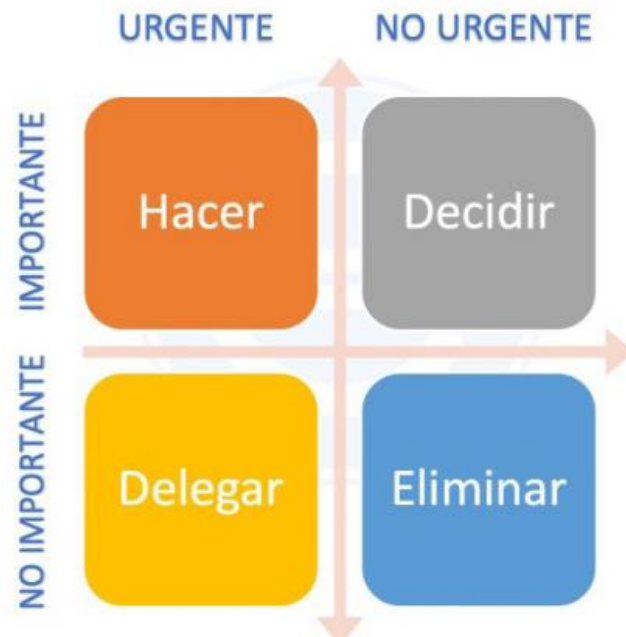 URGENTE
NO URGENTE
IMPORTANTE
Hacer
Decidir
NO IMPORTANTE
Delegar
Eliminar